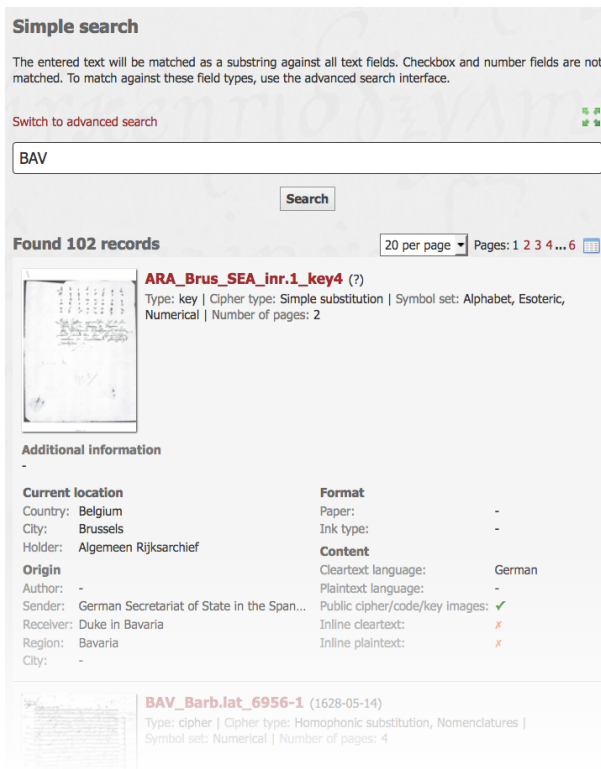 Simple search
The entered text will be matched as a substring against all text fields. Checkbox and number fields are not
matched. To match against these field types, use the advanced search interface.
Switch to advanced search
BAV
Search
Found 102 records
20 per page Pages: 1 2 3 4 ... 6
ARA_Brus_SEA_inr.1_key4 (?)
Type: key | Cipher type: Simple substitution | Symbol set: Alphabet, Esoteric,
Numerical | Number of pages: 2
Additional information
-
Current location
Country: Belgium
City: Brussels
Holder: Algemeen Rijksarchief
Origin
Author: -
Sender: German Secretariat of State in the Span...
Receiver: Duke in Bavaria
Region: Bavaria
City: -
Format
Paper: -
Ink type: -
Content
Cleartext language: German
Plaintext language: -
Public cipher/code/key images: ✓
Inline cleartext: ✗
Inline plaintext: ✗
BAV_Barb.lat_6956-1 (1628-05-14)
Type: cipher | Cipher type: Homophonic substitution, Nomenclatures |
Symbol set: Numerical | Number of pages: 4